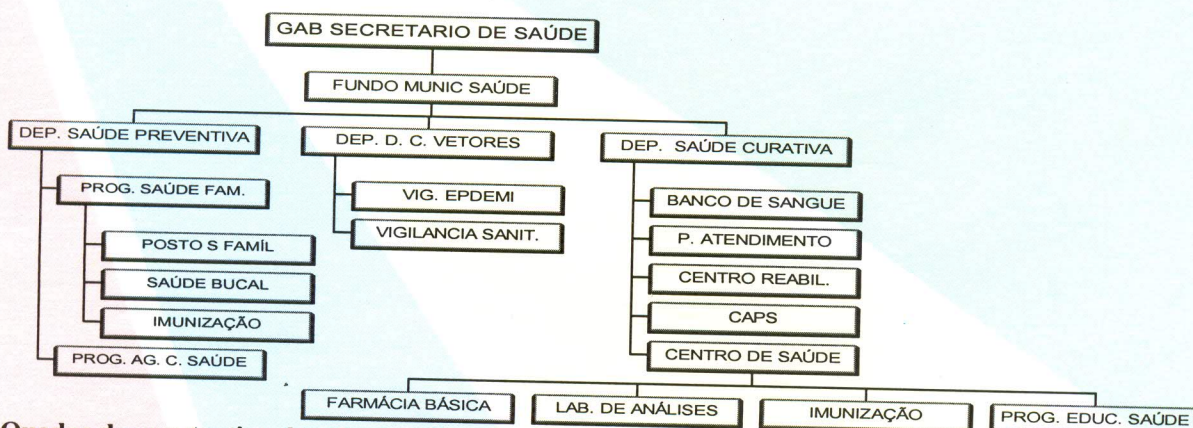 GAB SECRETARIO DE SAÚDE
FUNDO MUNIC SAÚDE
DEP. SAÚDE PREVENTIVA
DEP. D. C. VETORES
DEP. SAÚDE CURATIVA
PROG. SAÚDE FAM.
POSTO S FAMÍL
SAÚDE BUCAL
IMUNIZAÇÃO
PROG. AG. C. SAÚDE
VIG. EPDEMI
VIGILANCIA SANIT.
BANCO DE SANGUE
P. ATENDIMENTO
CENTRO REABIL.
CAPS
CENTRO DE SAÚDE
FARMÁCIA BÁSICA
LAB. DE ANÁLISES
IMUNIZAÇÃO
PROG. EDUC. SAÚDE